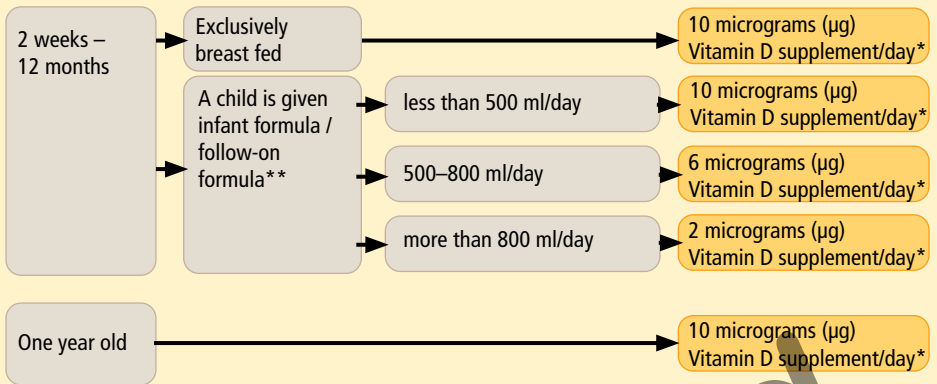 2 weeks –
12 months
Exclusively
breast fed
10 micrograms (µg)
Vitamin D supplement/day*
A child is given
infant formula /
follow-on
formula**
less than 500 ml/day
10 micrograms (µg)
Vitamin D supplement/day*
500–800 ml/day
6 micrograms (µg)
Vitamin D supplement/day*
more than 800 ml/day
2 micrograms (µg)
Vitamin D supplement/day*
One year old
10 micrograms (µg)
Vitamin D supplement/day*